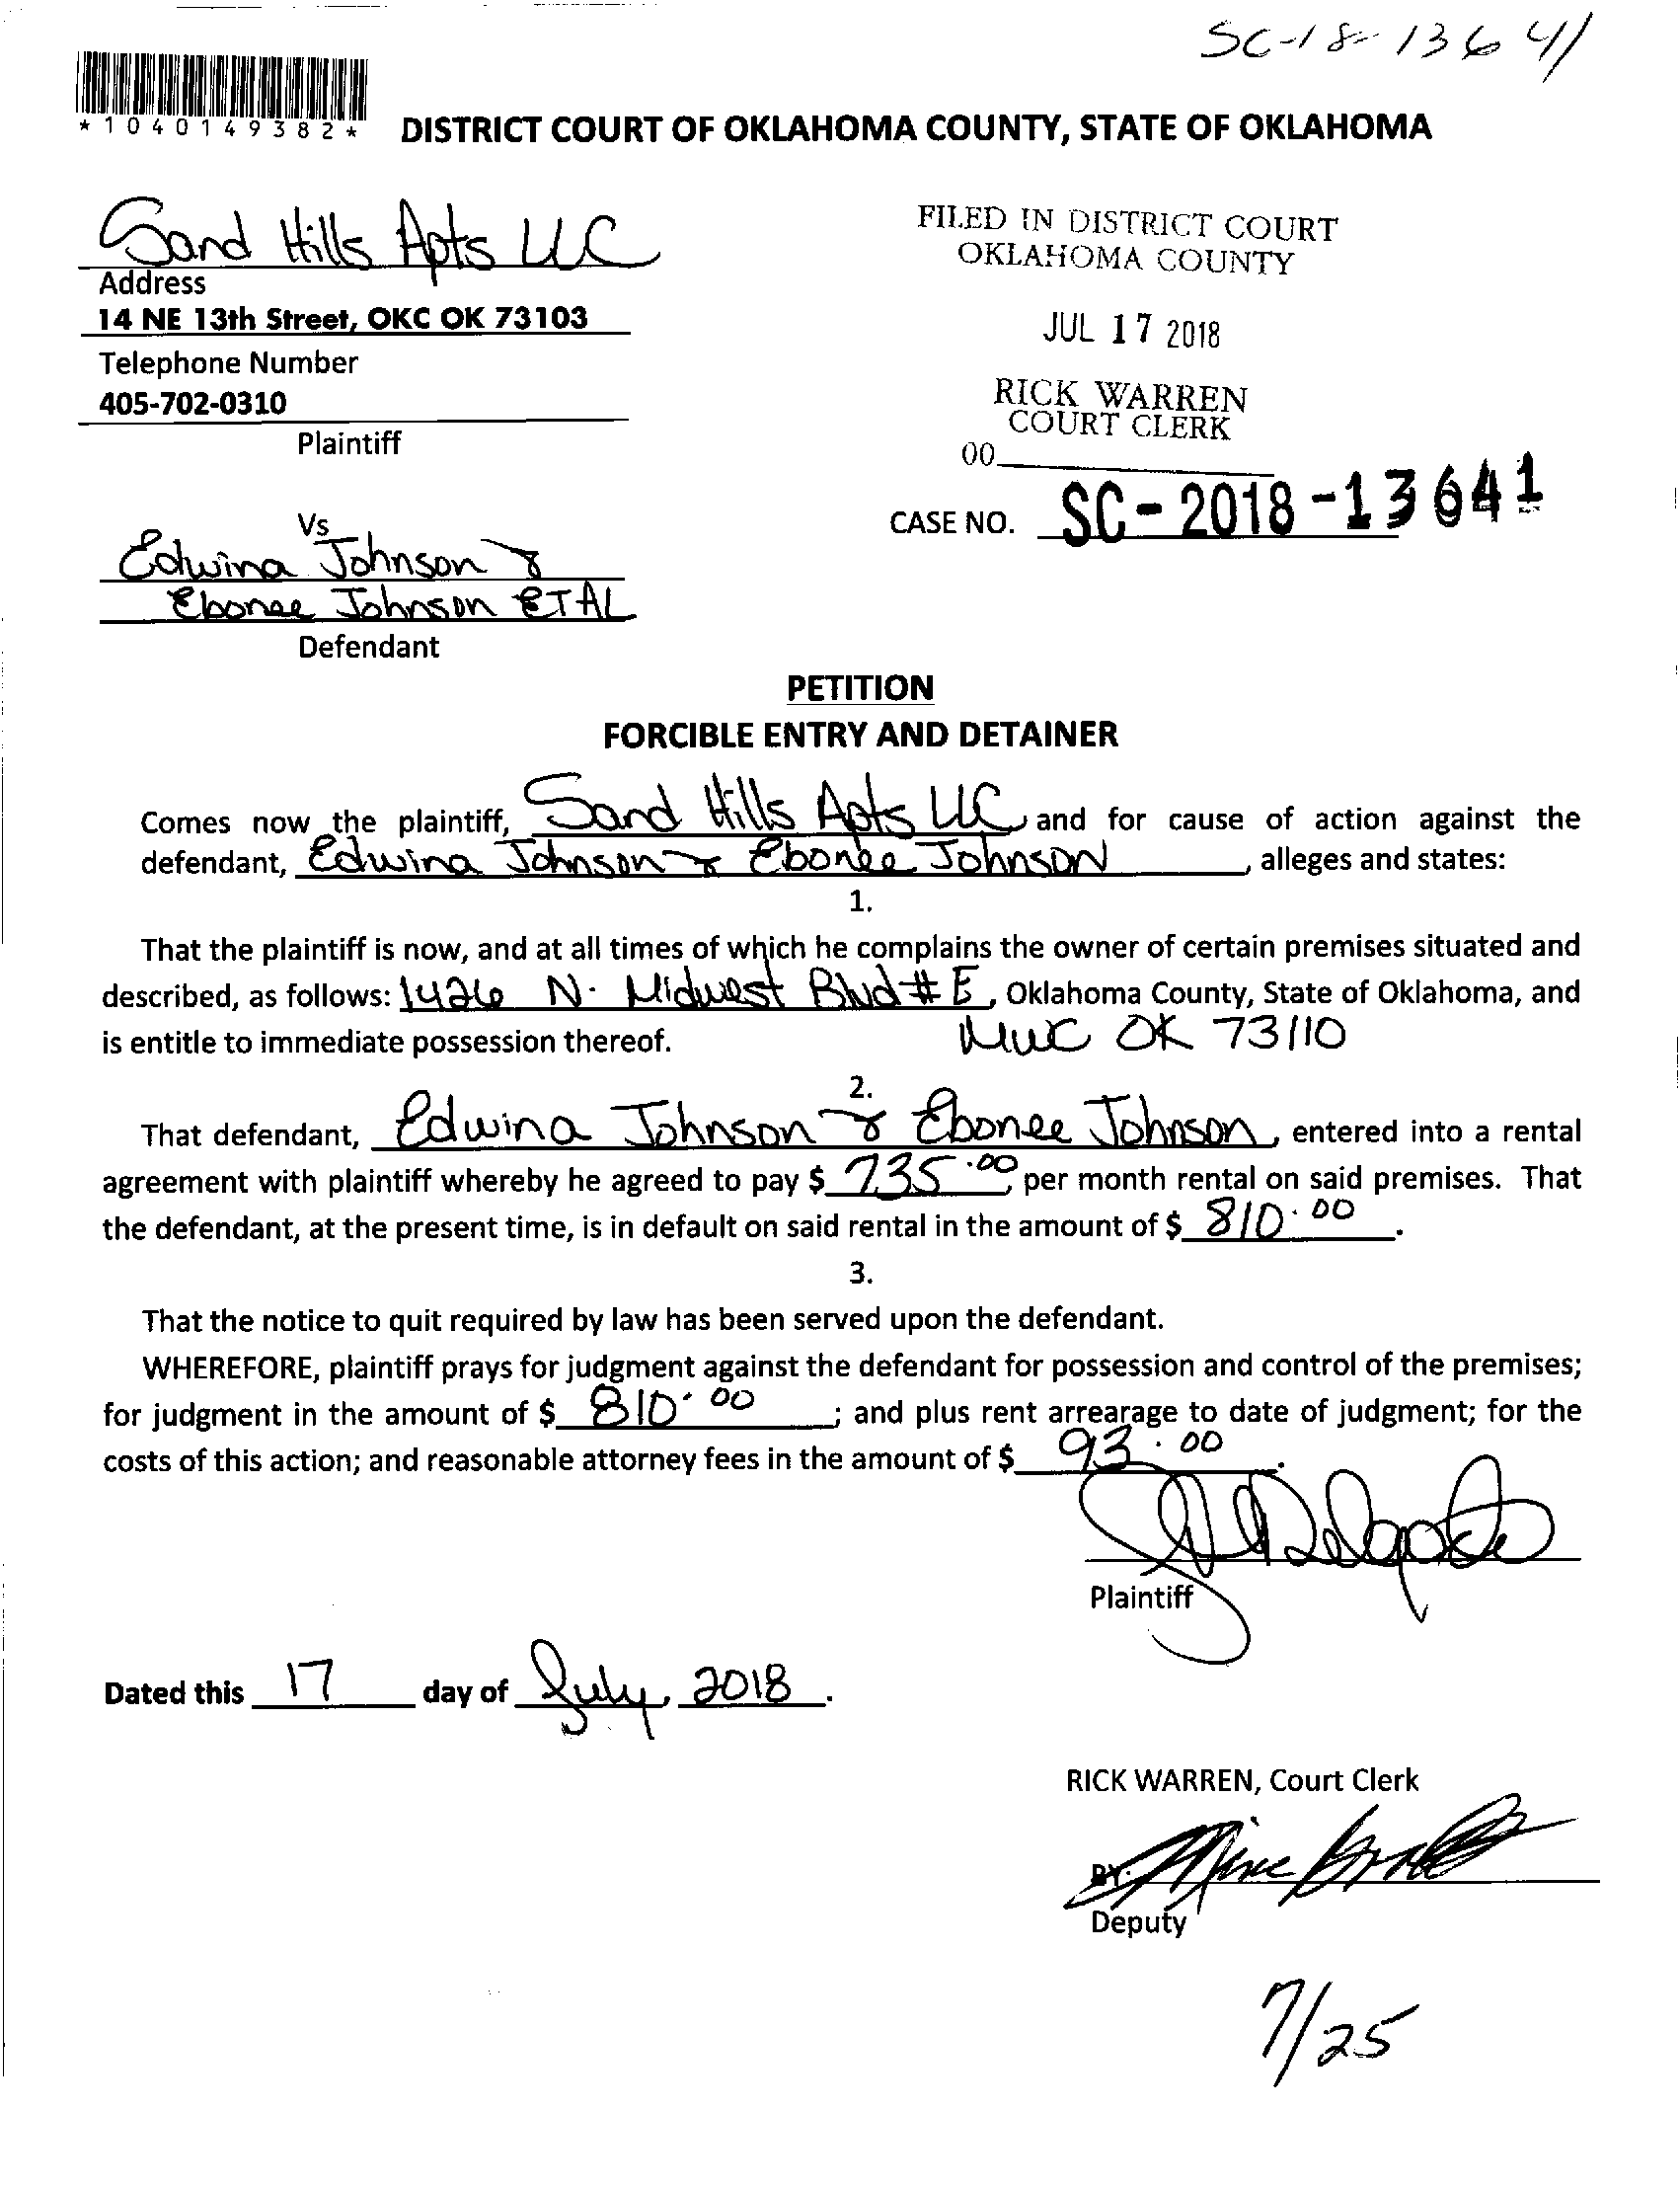 SC-18-13641
*1040149382*
DISTRICT COURT OF OKLAHOMA COUNTY, STATE OF OKLAHOMA
Sand Hills Apts LLC
Address
14 NE 13th Street, OKC OK 73103
Telephone Number
405-702-0310
Plaintiff
FILED IN DISTRICT COURT
OKLAHOMA COUNTY
JUL 17 2018
RICK WARREN
COURT CLERK
00
CASE NO. SC-2018-13641
Vs
Edwina Johnson &
Ebonee Johnson ETAL
Defendant
PETITION
FORCIBLE ENTRY AND DETAINER
Comes now the plaintiff, Sand Hills Apts LLC and for cause of action against the
defendant, Edwina Johnson & Ebonee Johnson, alleges and states:
1.
That the plaintiff is now, and at all times of which he complains the owner of certain premises situated and
described, as follows: 1426 N. Midwest Blvd # E, Oklahoma County, State of Oklahoma, and
is entitle to immediate possession thereof. MWC OK 73110
2.
That defendant, Edwina Johnson & Ebonee Johnson, entered into a rental
agreement with plaintiff whereby he agreed to pay $ 735.00 per month rental on said premises. That
the defendant, at the present time, is in default on said rental in the amount of $ 810.00.
3.
That the notice to quit required by law has been served upon the defendant.
WHEREFORE, plaintiff prays for judgment against the defendant for possession and control of the premises;
for judgment in the amount of $ 810.00; and plus rent arrearage to date of judgment; for the
costs of this action; and reasonable attorney fees in the amount of $ 93.00.
Plaintiff
Dated this 17 day of July, 2018.
RICK WARREN, Court Clerk
BY:
Deputy
7/25